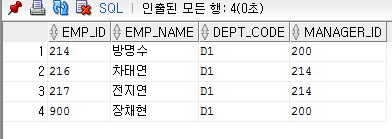 SQL | 인출된 모든 행: 4(0초)
EMP_ID EMP_NAME DEPT_CODE MANAGER_ID
1 214 방명수 D1 200
2 216 차태연 D1 214
3 217 전지연 D1 214
4 900 장채현 D1 200